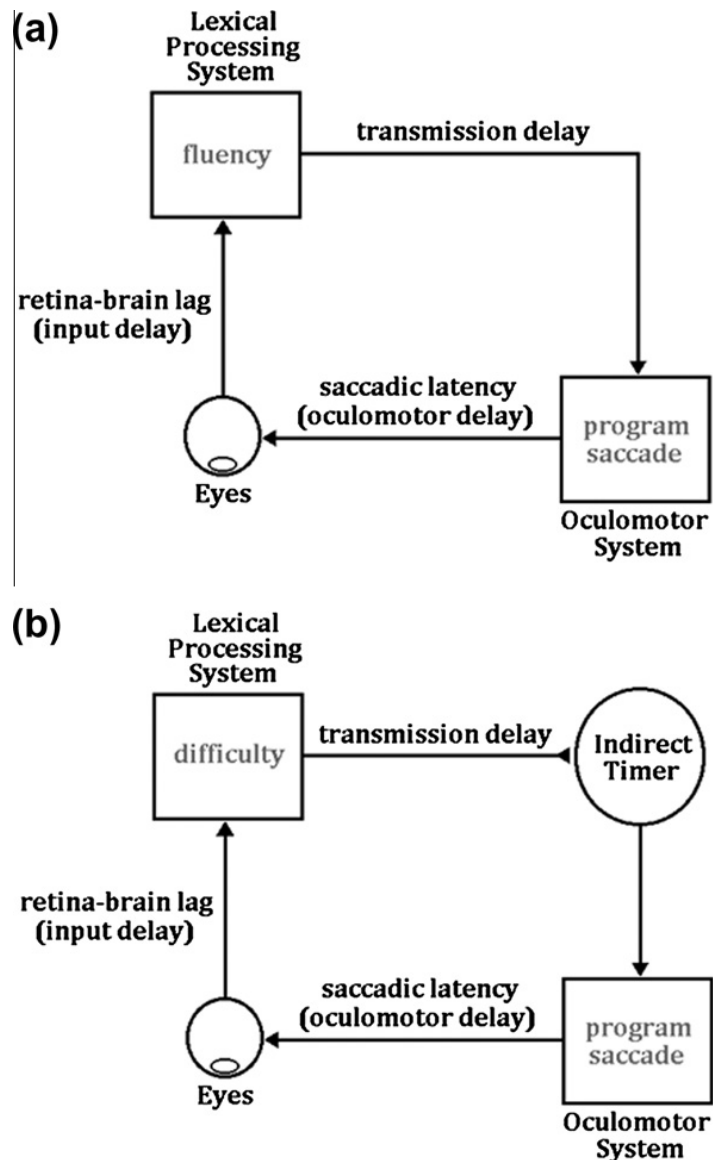 (a)
Lexical
Processing
System
fluency
transmission delay
retina-brain lag
(input delay)
saccadic latency
(oculomotor delay)
program
saccade
Eyes
Oculomotor
System
(b)
Lexical
Processing
System
difficulty
transmission delay
Indirect
Timer
retina-brain lag
(input delay)
saccadic latency
(oculomotor delay)
program
saccade
Eyes
Oculomotor
System